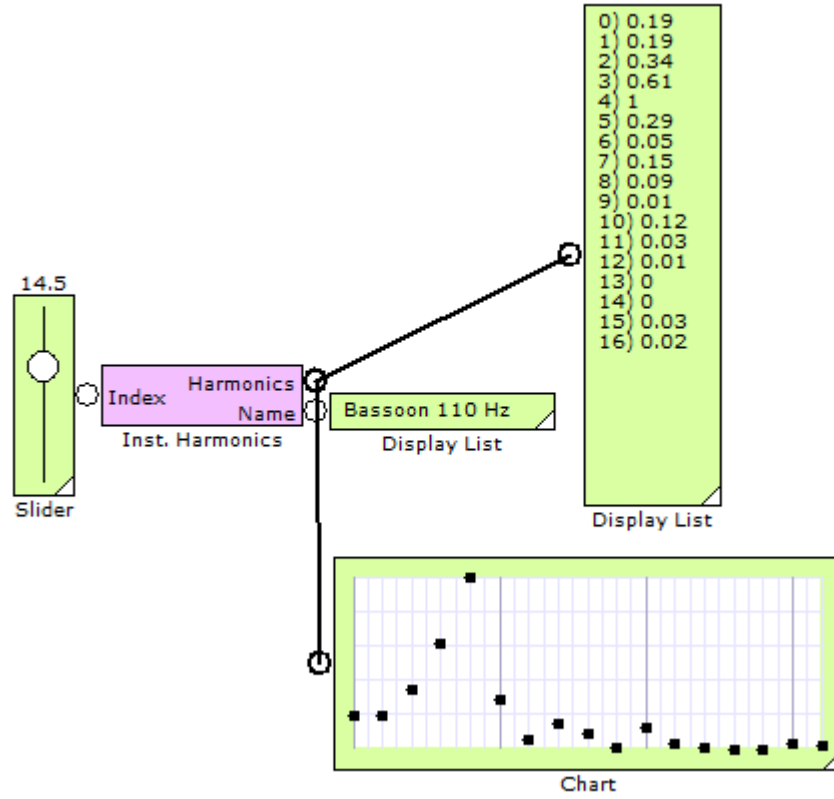 0) 0.19
1) 0.19
2) 0.34
3) 0.61
4) 1
5) 0.29
6) 0.05
7) 0.15
8) 0.09
9) 0.01
10) 0.12
11) 0.03
12) 0.01
13) 0
14) 0
15) 0.03
16) 0.02
Display List
14.5
Slider
Index
Harmonics
Name
Inst. Harmonics
Bassoon 110 Hz
Display List
Chart